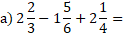 a) 2 2/3 − 1 5/6 + 2 1/4 =